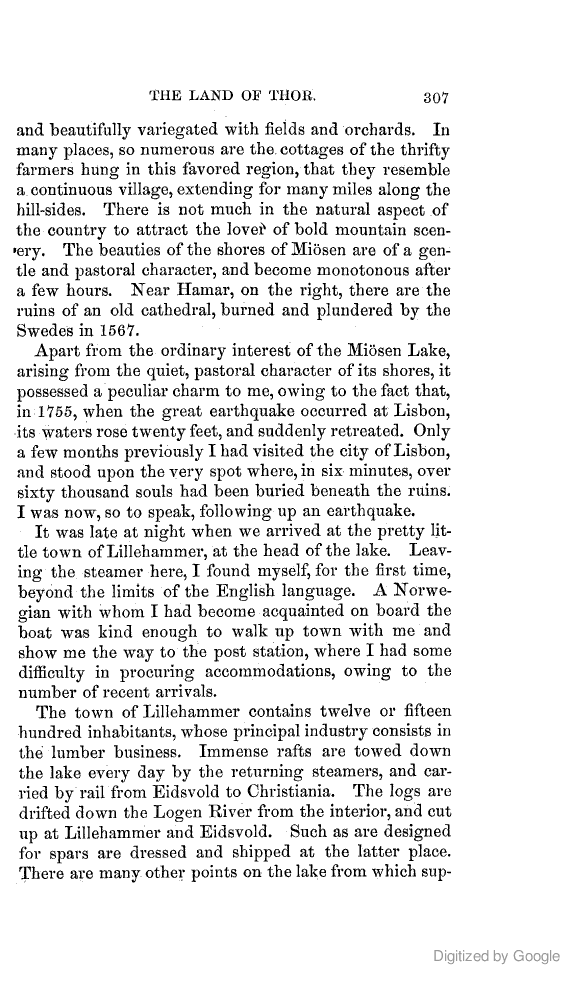 THE LAND OF THOR. 307
and beautifully variegated with fields and orchards. In
many places, so numerous are the cottages of the thrifty
farmers hung in this favored region, that they resemble
a continuous village, extending for many miles along the
hill-sides. There is not much in the natural aspect of
the country to attract the lover of bold mountain scen-
ery. The beauties of the shores of Miösen are of a gen-
tle and pastoral character, and become monotonous after
a few hours. Near Hamar, on the right, there are the
ruins of an old cathedral, burned and plundered by the
Swedes in 1567.
Apart from the ordinary interest of the Miösen Lake,
arising from the quiet, pastoral character of its shores, it
possessed a peculiar charm to me, owing to the fact that,
in 1755, when the great earthquake occurred at Lisbon,
its waters rose twenty feet, and suddenly retreated. Only
a few months previously I had visited the city of Lisbon,
and stood upon the very spot where, in six minutes, over
sixty thousand souls had been buried beneath the ruins.
I was now, so to speak, following up an earthquake.
It was late at night when we arrived at the pretty lit-
tle town of Lillehammer, at the head of the lake. Leav-
ing the steamer here, I found myself, for the first time,
beyond the limits of the English language. A Norwe-
gian with whom I had become acquainted on board the
boat was kind enough to walk up town with me and
show me the way to the post station, where I had some
difficulty in procuring accommodations, owing to the
number of recent arrivals.
The town of Lillehammer contains twelve or fifteen
hundred inhabitants, whose principal industry consists in
the lumber business. Immense rafts are towed down
the lake every day by the returning steamers, and car-
ried by rail from Eidsvold to Christiania. The logs are
drifted down the Logen River from the interior, and cut
up at Lillehammer and Eidsvold. Such as are designed
for spars are dressed and shipped at the latter place.
There are many other points on the lake from which sup-
Digitized by Google